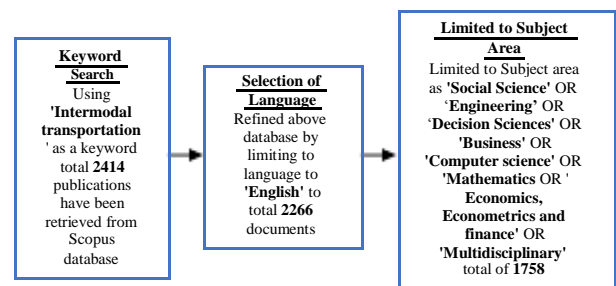 Keyword
Search
Using
'Intermodal
transportation
' as a keyword
total 2414
publications
have been
retrieved from
Scopus
database
Selection of
Language
Refined above
database by
limiting to
language to
'English' to
total 2266
documents
Limited to Subject
Area
Limited to Subject area
as 'Social Science' OR
‘Engineering’ OR
‘Decision Sciences' OR
'Business' OR
'Computer science' OR
'Mathematics OR '
Economics,
Econometrics and
finance' OR
'Multidisciplinary'
total of 1758